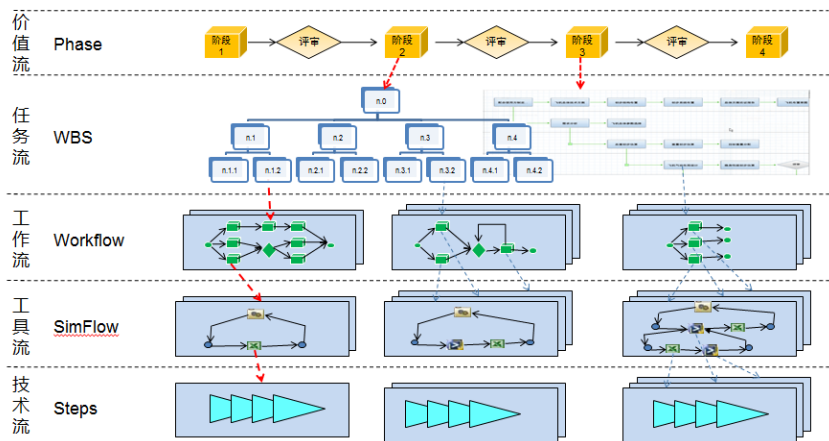 价值流 Phase 阶段1 评审 阶段2 评审 阶段3 评审 阶段4
任务流 WBS
n.0
n.1 n.2 n.3 n.4
n.1.1 n.1.2 n.2.1 n.2.2 n.3.1 n.3.2 n.4.1 n.4.2
工作流 Workflow
工具流 SimFlow
技术流 Steps